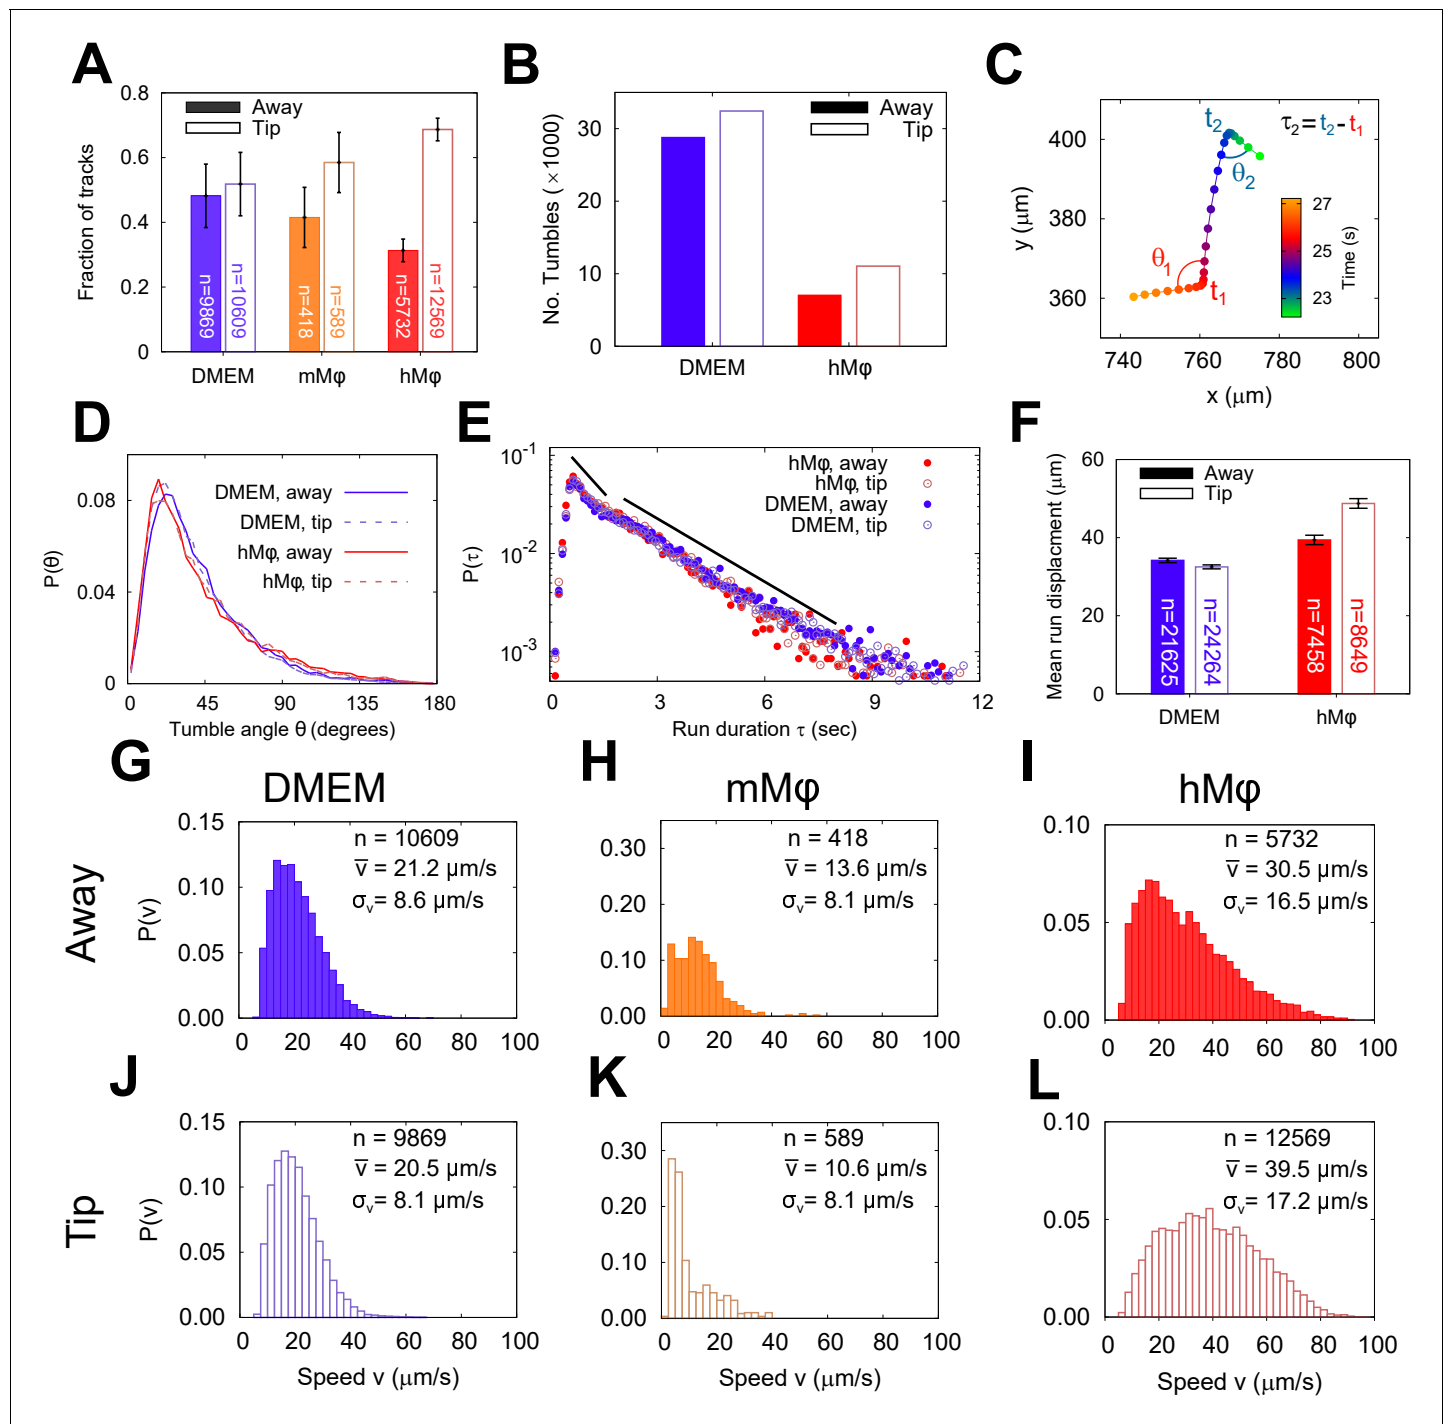 A
Fraction of tracks
0.8
0.6
0.4
0.2
0
Away
Tip
n=9869
n=10609
n=418
n=589
n=5732
n=12569
DMEM
mMφ
hMφ
B
No. Tumbles (×1000)
30
20
10
0
Away
Tip
DMEM
hMφ
C
y (μm)
400
380
360
t2
τ2= t2- t1
θ2
θ1
t1
27
25
23
Time (s)
740
760
780
800
x (μm)
D
P(θ)
0.08
0.04
0
DMEM, away
DMEM, tip
hMφ, away
hMφ, tip
0
45
90
135
180
Tumble angle θ (degrees)
E
P(τ)
10-1
10-2
10-3
hMφ, away
hMφ, tip
DMEM, away
DMEM, tip
0
3
6
9
12
Run duration τ (sec)
F
Mean run displacment (μm)
60
40
20
0
Away
Tip
n=21625
n=24264
n=7458
n=8649
DMEM
hMφ
Away
G
DMEM
P(v)
0.15
0.10
0.05
0.00
n = 10609
v̅ = 21.2 μm/s
σv= 8.6 μm/s
0 20 40 60 80 100
H
mMφ
0.30
0.20
0.10
0.00
n = 418
v̅ = 13.6 μm/s
σv= 8.1 μm/s
0 20 40 60 80 100
I
hMφ
0.10
0.05
0.00
n = 5732
v̅ = 30.5 μm/s
σv= 16.5 μm/s
0 20 40 60 80 100
Tip
J
P(v)
0.15
0.10
0.05
0.00
n = 9869
v̅ = 20.5 μm/s
σv= 8.1 μm/s
0 20 40 60 80 100
Speed v (μm/s)
K
0.30
0.20
0.10
0.00
n = 589
v̅ = 10.6 μm/s
σv= 8.1 μm/s
0 20 40 60 80 100
Speed v (μm/s)
L
0.10
0.05
0.00
n = 12569
v̅ = 39.5 μm/s
σv= 17.2 μm/s
0 20 40 60 80 100
Speed v (μm/s)